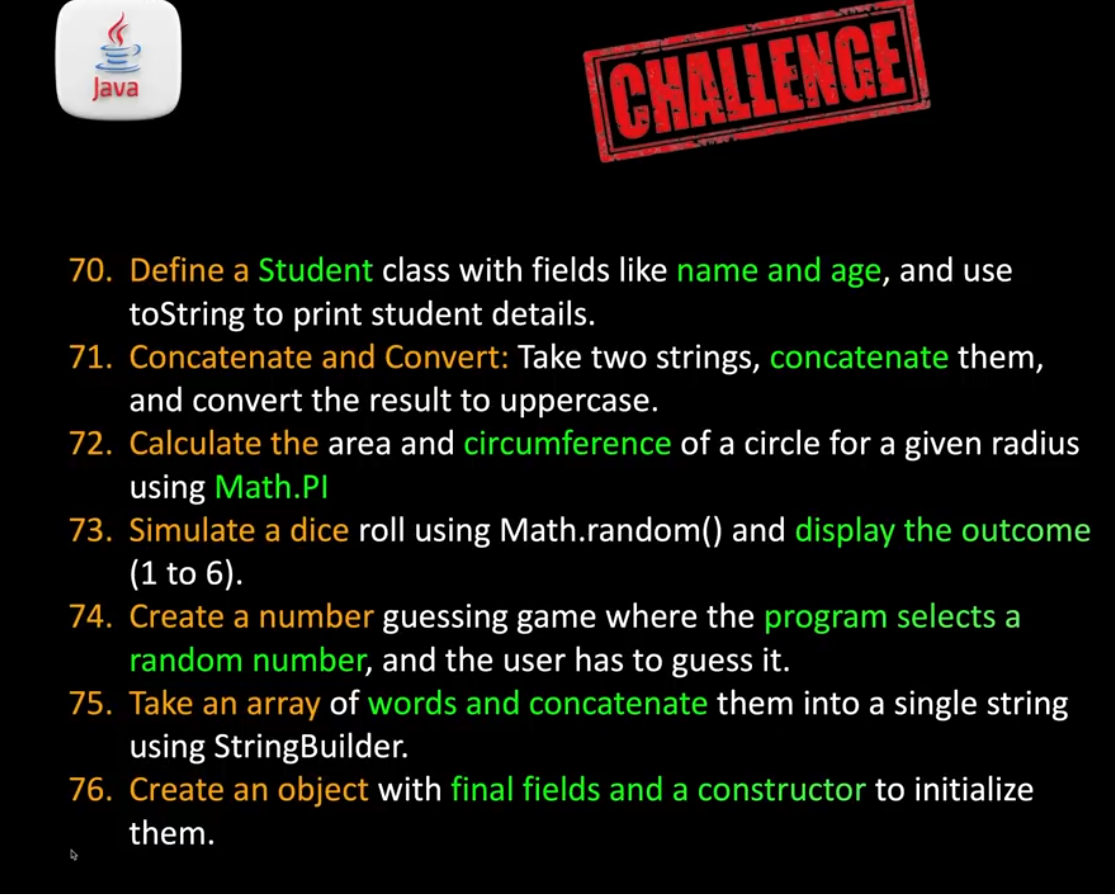 Java
CHALLENGE
70. Define a Student class with fields like name and age, and use
toString to print student details.
71. Concatenate and Convert: Take two strings, concatenate them,
and convert the result to uppercase.
72. Calculate the area and circumference of a circle for a given radius
using Math.PI
73. Simulate a dice roll using Math.random() and display the outcome
(1 to 6).
74. Create a number guessing game where the program selects a
random number, and the user has to guess it.
75. Take an array of words and concatenate them into a single string
using StringBuilder.
76. Create an object with final fields and a constructor to initialize
them.